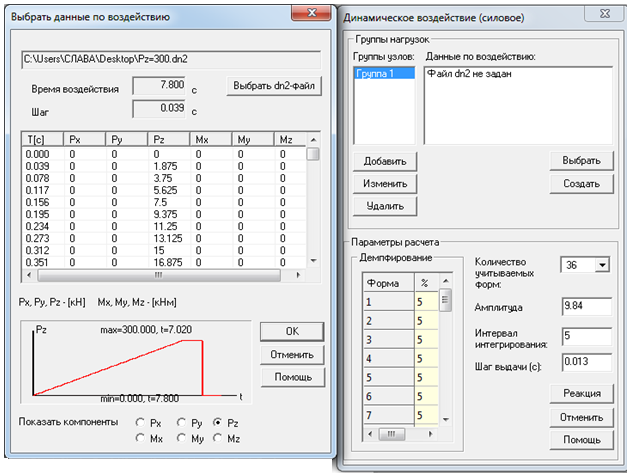 Выбрать данные по воздействию
C:\Users\СЛАВА\Desktop\Pz=300.dn2
Время воздействия 7.800 с Выбрать dn2-файл
Шаг 0.039 с
T[c] Px Py Pz Mx My Mz
0.000 0 0 0 0 0 0
0.039 0 0 1.875 0 0 0
0.078 0 0 3.75 0 0 0
0.117 0 0 5.625 0 0 0
0.156 0 0 7.5 0 0 0
0.195 0 0 9.375 0 0 0
0.234 0 0 11.25 0 0 0
0.273 0 0 13.125 0 0 0
0.312 0 0 15 0 0 0
0.351 0 0 16.875 0 0 0
Px, Py, Pz - [кН] Mx, My, Mz - [кНм]
Pz max=300.000, t=7.020
min=0.000, t=7.800 t
OK
Отменить
Помощь
Показать компоненты Px Py Pz
Mx My Mz
Динамическое воздействие (силовое)
Группы нагрузок
Группы узлов: Данные по воздействию:
Группа 1 Файл dn2 не задан
Добавить Выбрать
Изменить Создать
Удалить
Параметры расчета
Демпфирование
Форма %
1 5
2 5
3 5
4 5
5 5
6 5
7 5
Количество
учитываемых
форм: 36
Амплитуда 9.84
Интервал
интегрирования: 5
Шаг выдачи (с): 0.013
Реакция
Отменить
Помощь